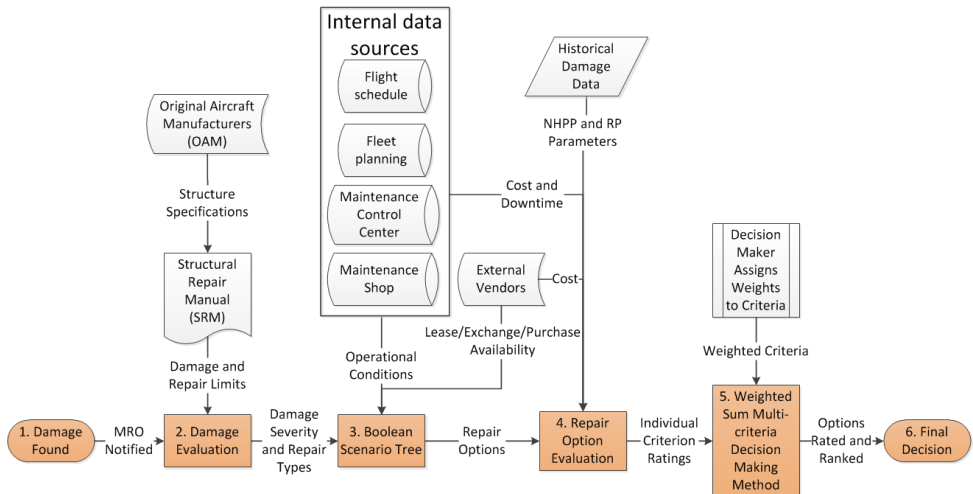 Internal data
sources
Flight
schedule
Fleet
planning
Maintenance
Control
Center
Maintenance
Shop
Historical
Damage
Data
NHPP and RP
Parameters
Original Aircraft
Manufacturers
(OAM)
Structure
Specifications
Structural
Repair
Manual
(SRM)
Damage and
Repair Limits
Cost and
Downtime
External
Vendors
Cost
Lease/Exchange/Purchase
Availability
Operational
Conditions
Decision
Maker
Assigns
Weights
to Criteria
Weighted Criteria
1. Damage
Found
MRO
Notified
2. Damage
Evaluation
Damage
Severity
and Repair
Types
3. Boolean
Scenario Tree
Repair
Options
4. Repair
Option
Evaluation
Individual
Criterion
Ratings
5. Weighted
Sum Multi-
criteria
Decision
Making
Method
Options
Rated and
Ranked
6. Final
Decision